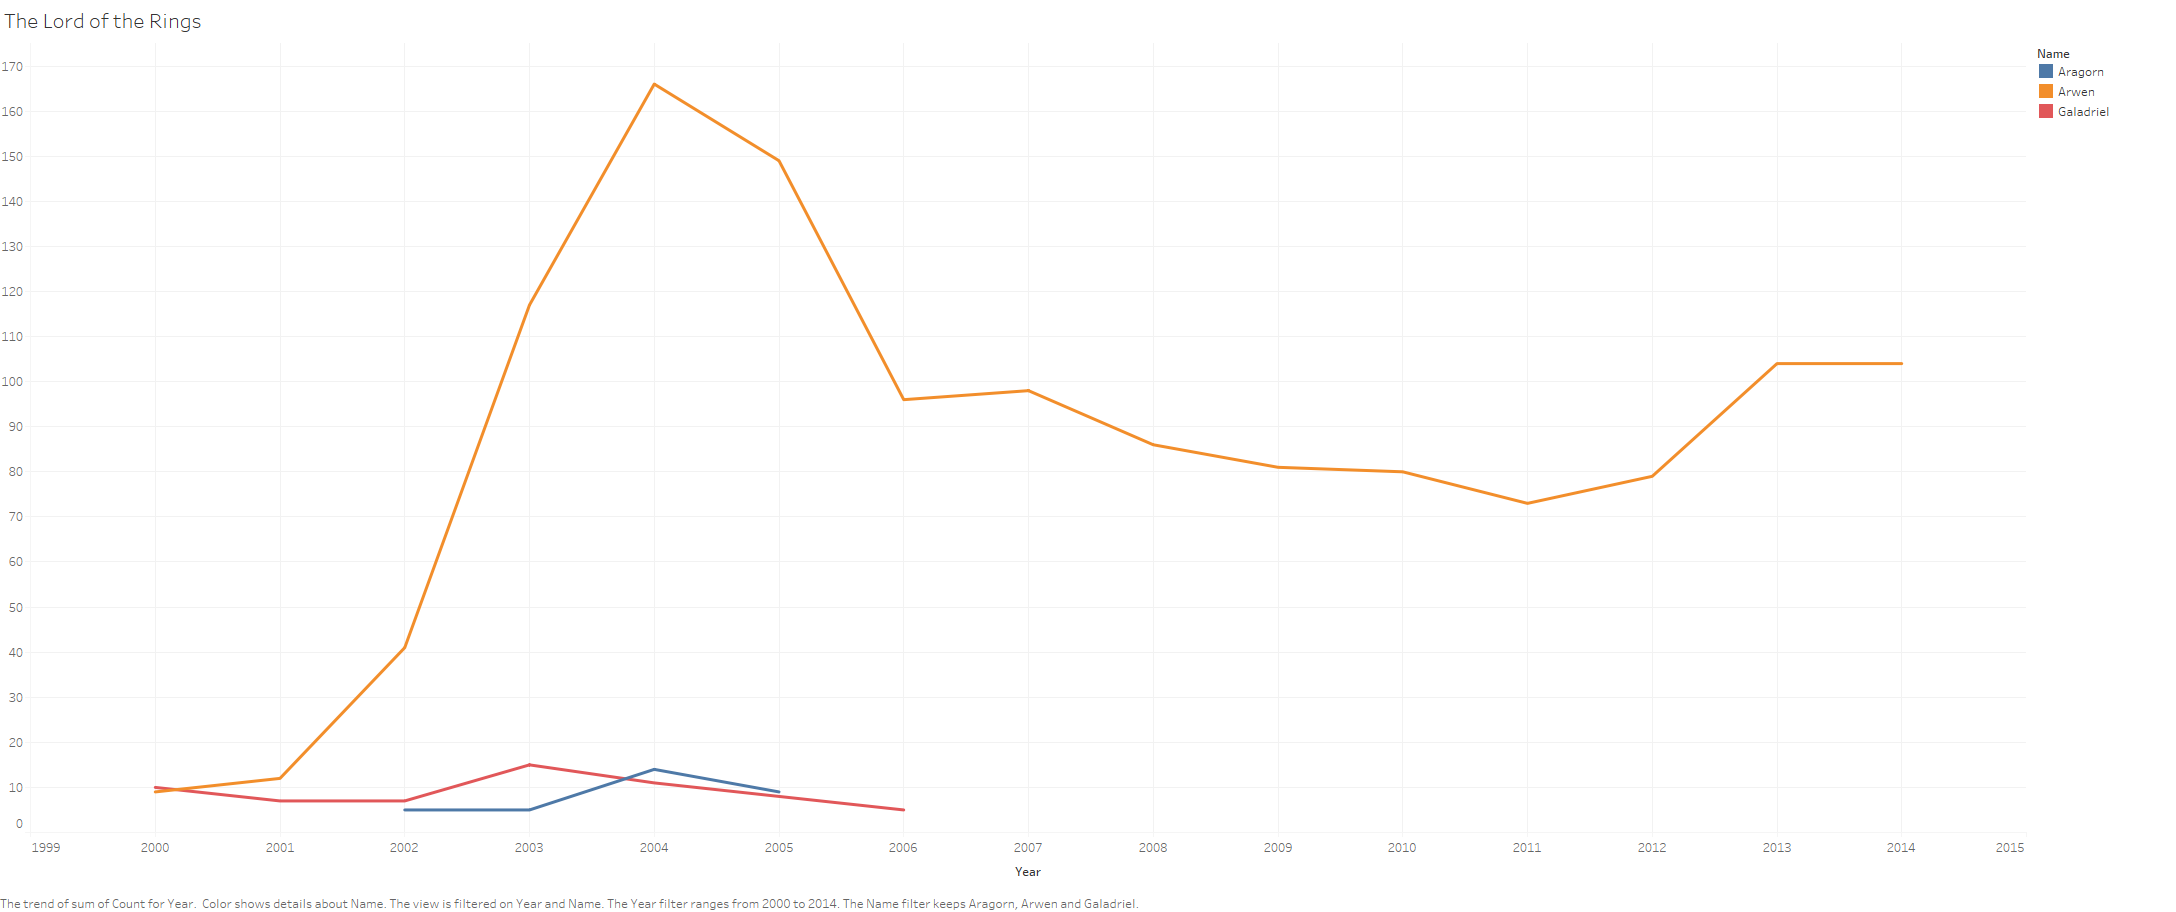 The Lord of the Rings
Name
Aragorn
Arwen
Galadriel
170
160
150
140
130
120
110
100
90
80
70
60
50
40
30
20
10
0
1999 2000 2001 2002 2003 2004 2005 2006 2007 2008 2009 2010 2011 2012 2013 2014 2015
Year
The trend of sum of Count for Year. Color shows details about Name. The view is filtered on Year and Name. The Year filter ranges from 2000 to 2014. The Name filter keeps Aragorn, Arwen and Galadriel.